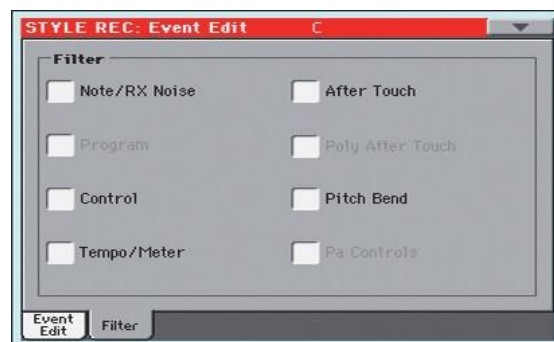 STYLE REC: Event Edit C
Filter
Note/RX Noise After Touch
Program Poly After Touch
Control Pitch Bend
Tempo/Meter Pa Controls
Event Edit Filter